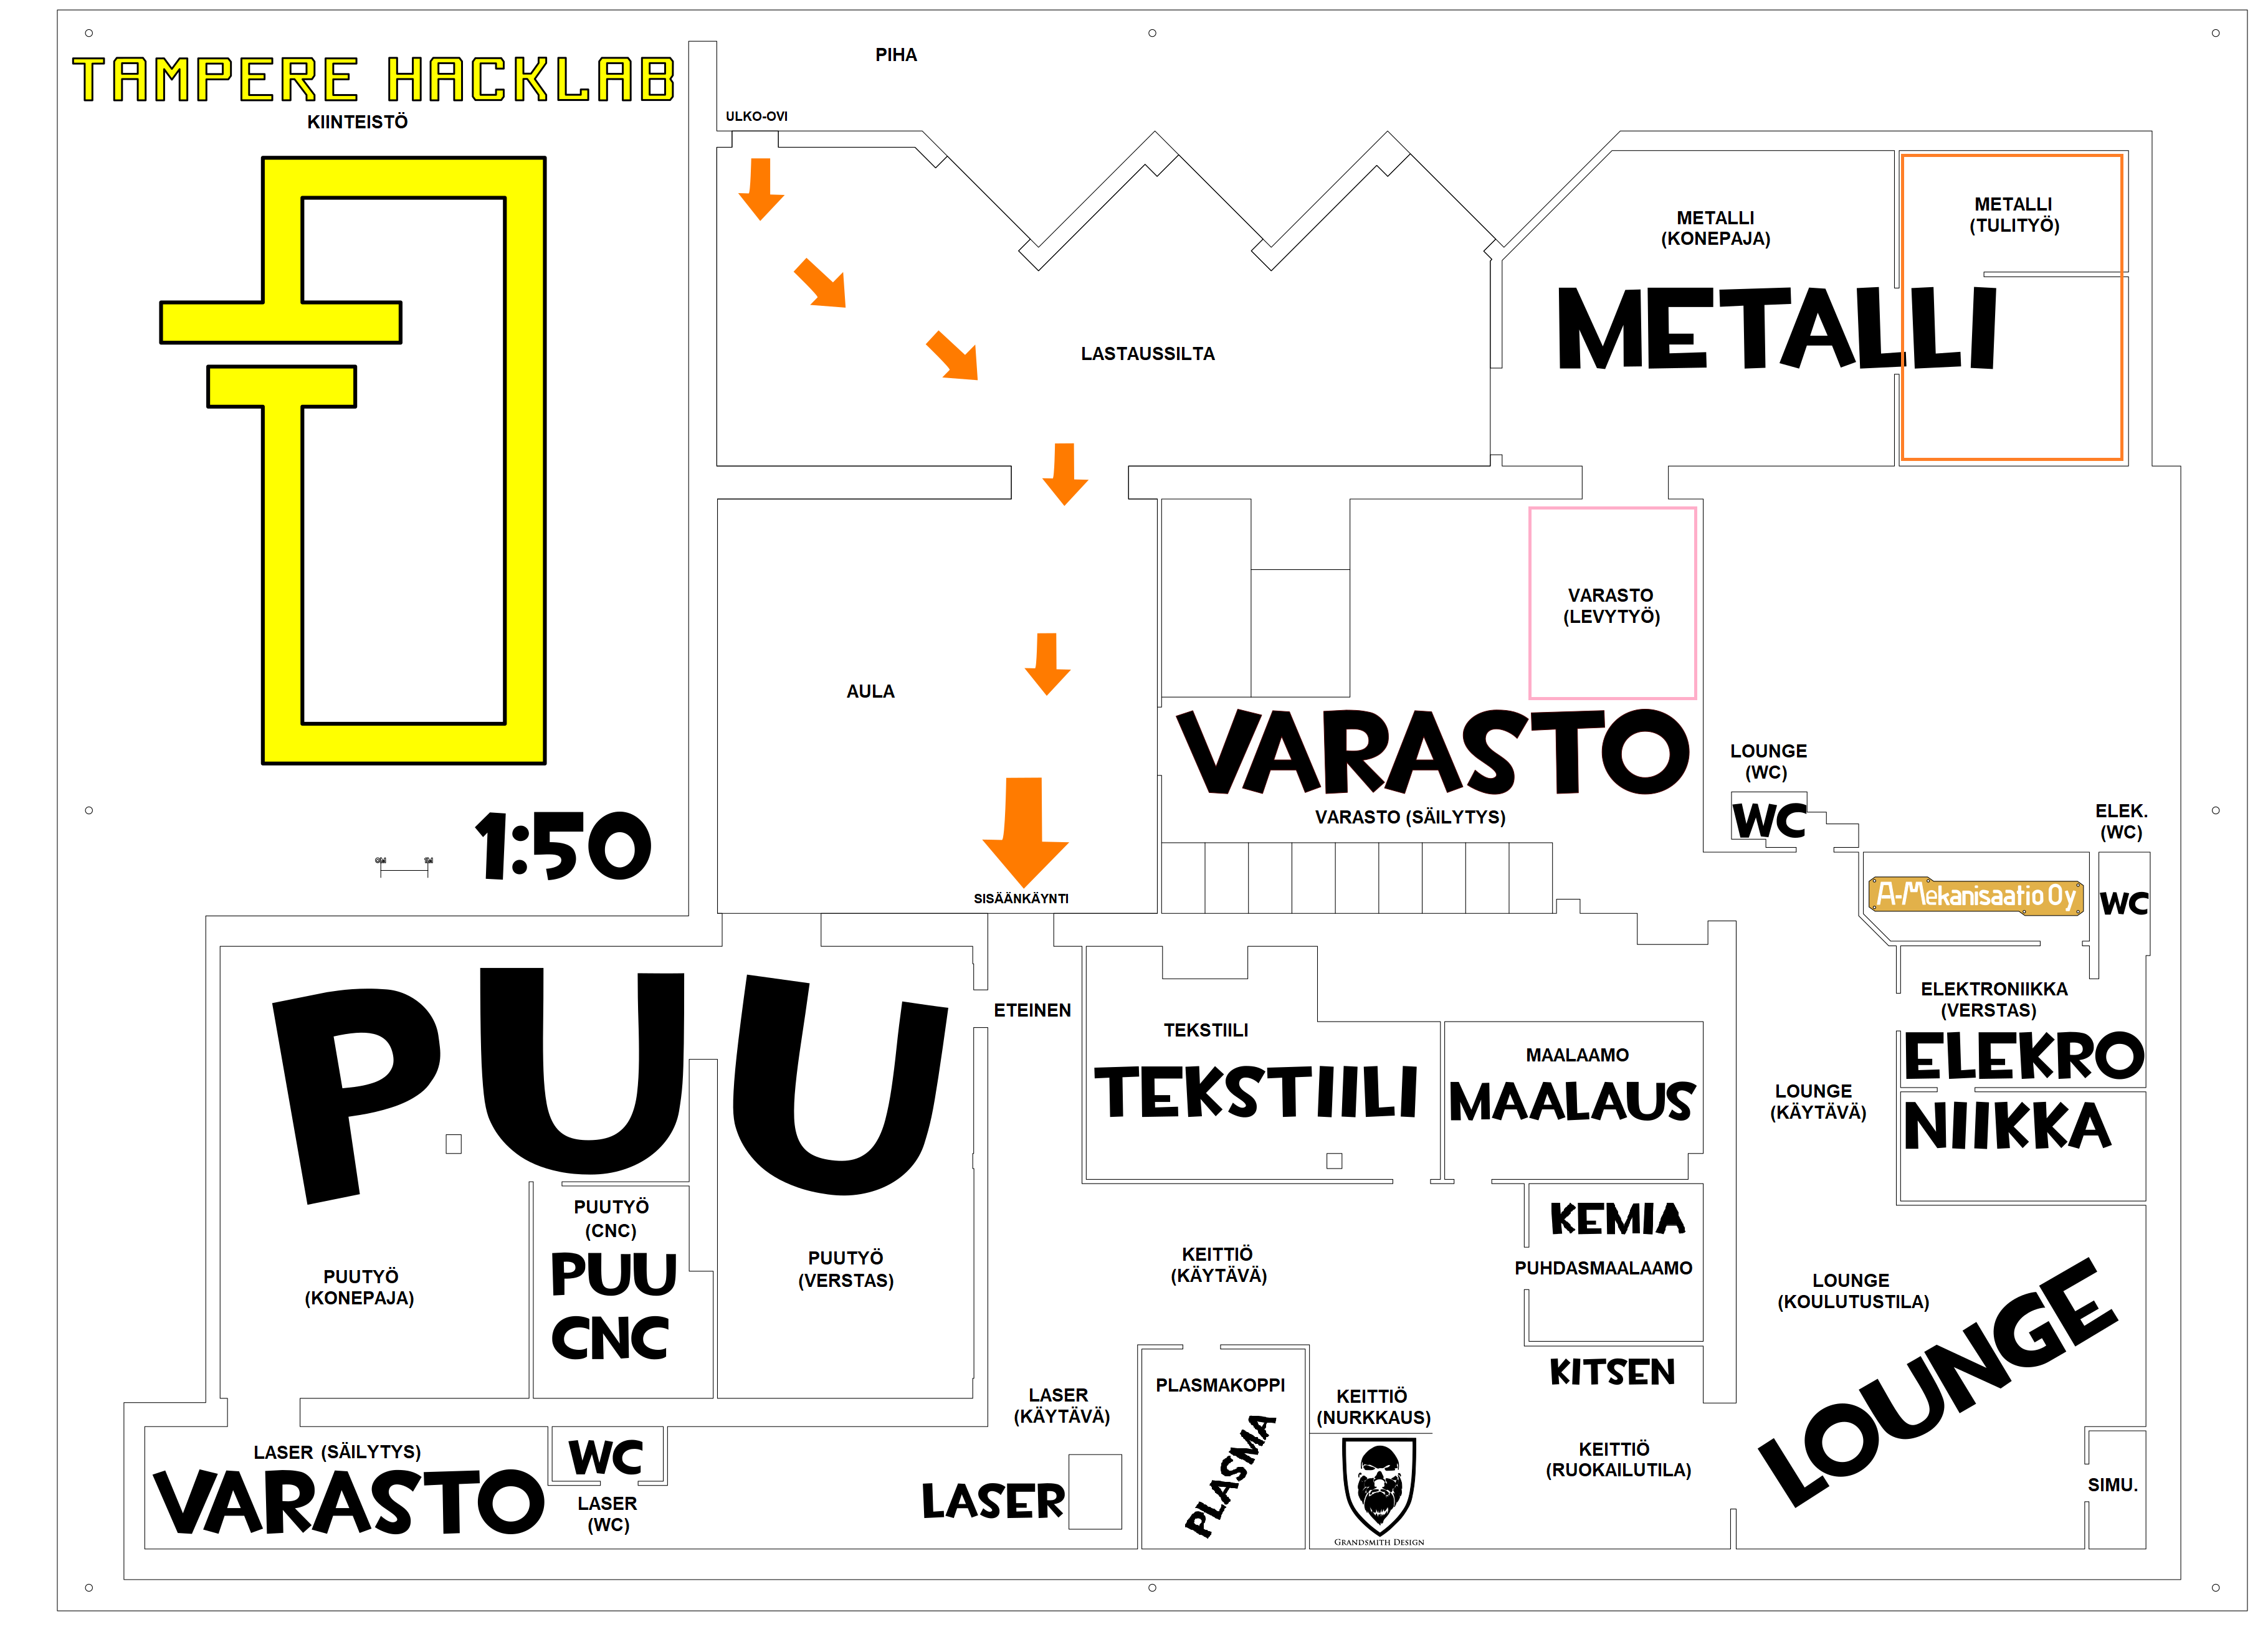 TAMPERE HACKLAB
KIINTEISTÖ
1:50
PIHA
ULKO-OVI
LASTAUSSILTA
METALLI
(KONEPAJA)
METALLI
(TULITYÖ)
METALLI
AULA
VARASTO
(LEVYTYÖ)
VARASTO
VARASTO (SÄILYTYS)
LOUNGE
(WC)
WC
ELEK.
(WC)
WC
A-Mekanisaatio Oy
SISÄÄNKÄYNTI
PUU
ETEINEN
TEKSTIILI
TEKSTIILI
MAALAAMO
MAALAUS
LOUNGE
(KÄYTÄVÄ)
ELEKTRONIIKKA
(VERSTAS)
ELEKRO
NIIKKA
PUUTYÖ
(KONEPAJA)
PUUTYÖ
(CNC)
PUU
CNC
PUUTYÖ
(VERSTAS)
KEITTIÖ
(KÄYTÄVÄ)
KEMIA
PUHDASMAALAAMO
KITSEN
LOUNGE
(KOULUTUSTILA)
LOUNGE
LASER (SÄILYTYS)
VARASTO
WC
LASER
(WC)
LASER
(KÄYTÄVÄ)
LASER
PLASMAKOPPI
PLASMA
KEITTIÖ
(NURKKAUS)
GRANDSMITH DESIGN
KEITTIÖ
(RUOKAILUTILA)
SIMU.